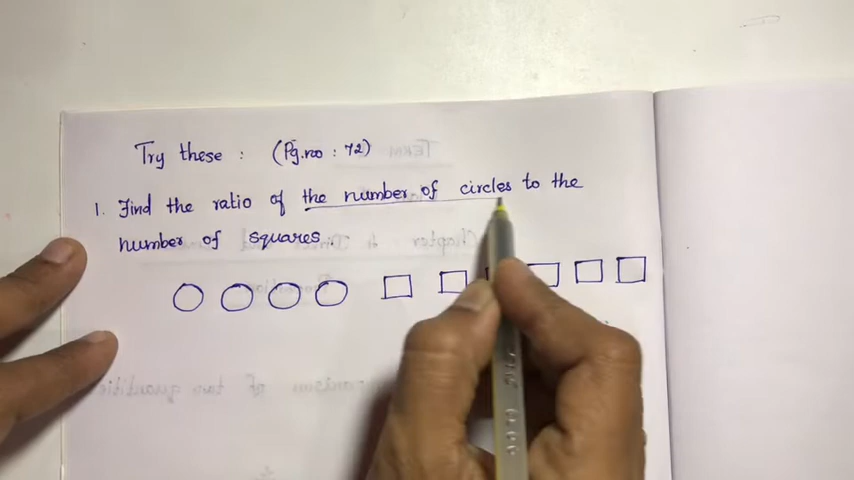 Try these : (Pg.no : 72)
1. Find the ratio of the number of circles to the
number of squares.